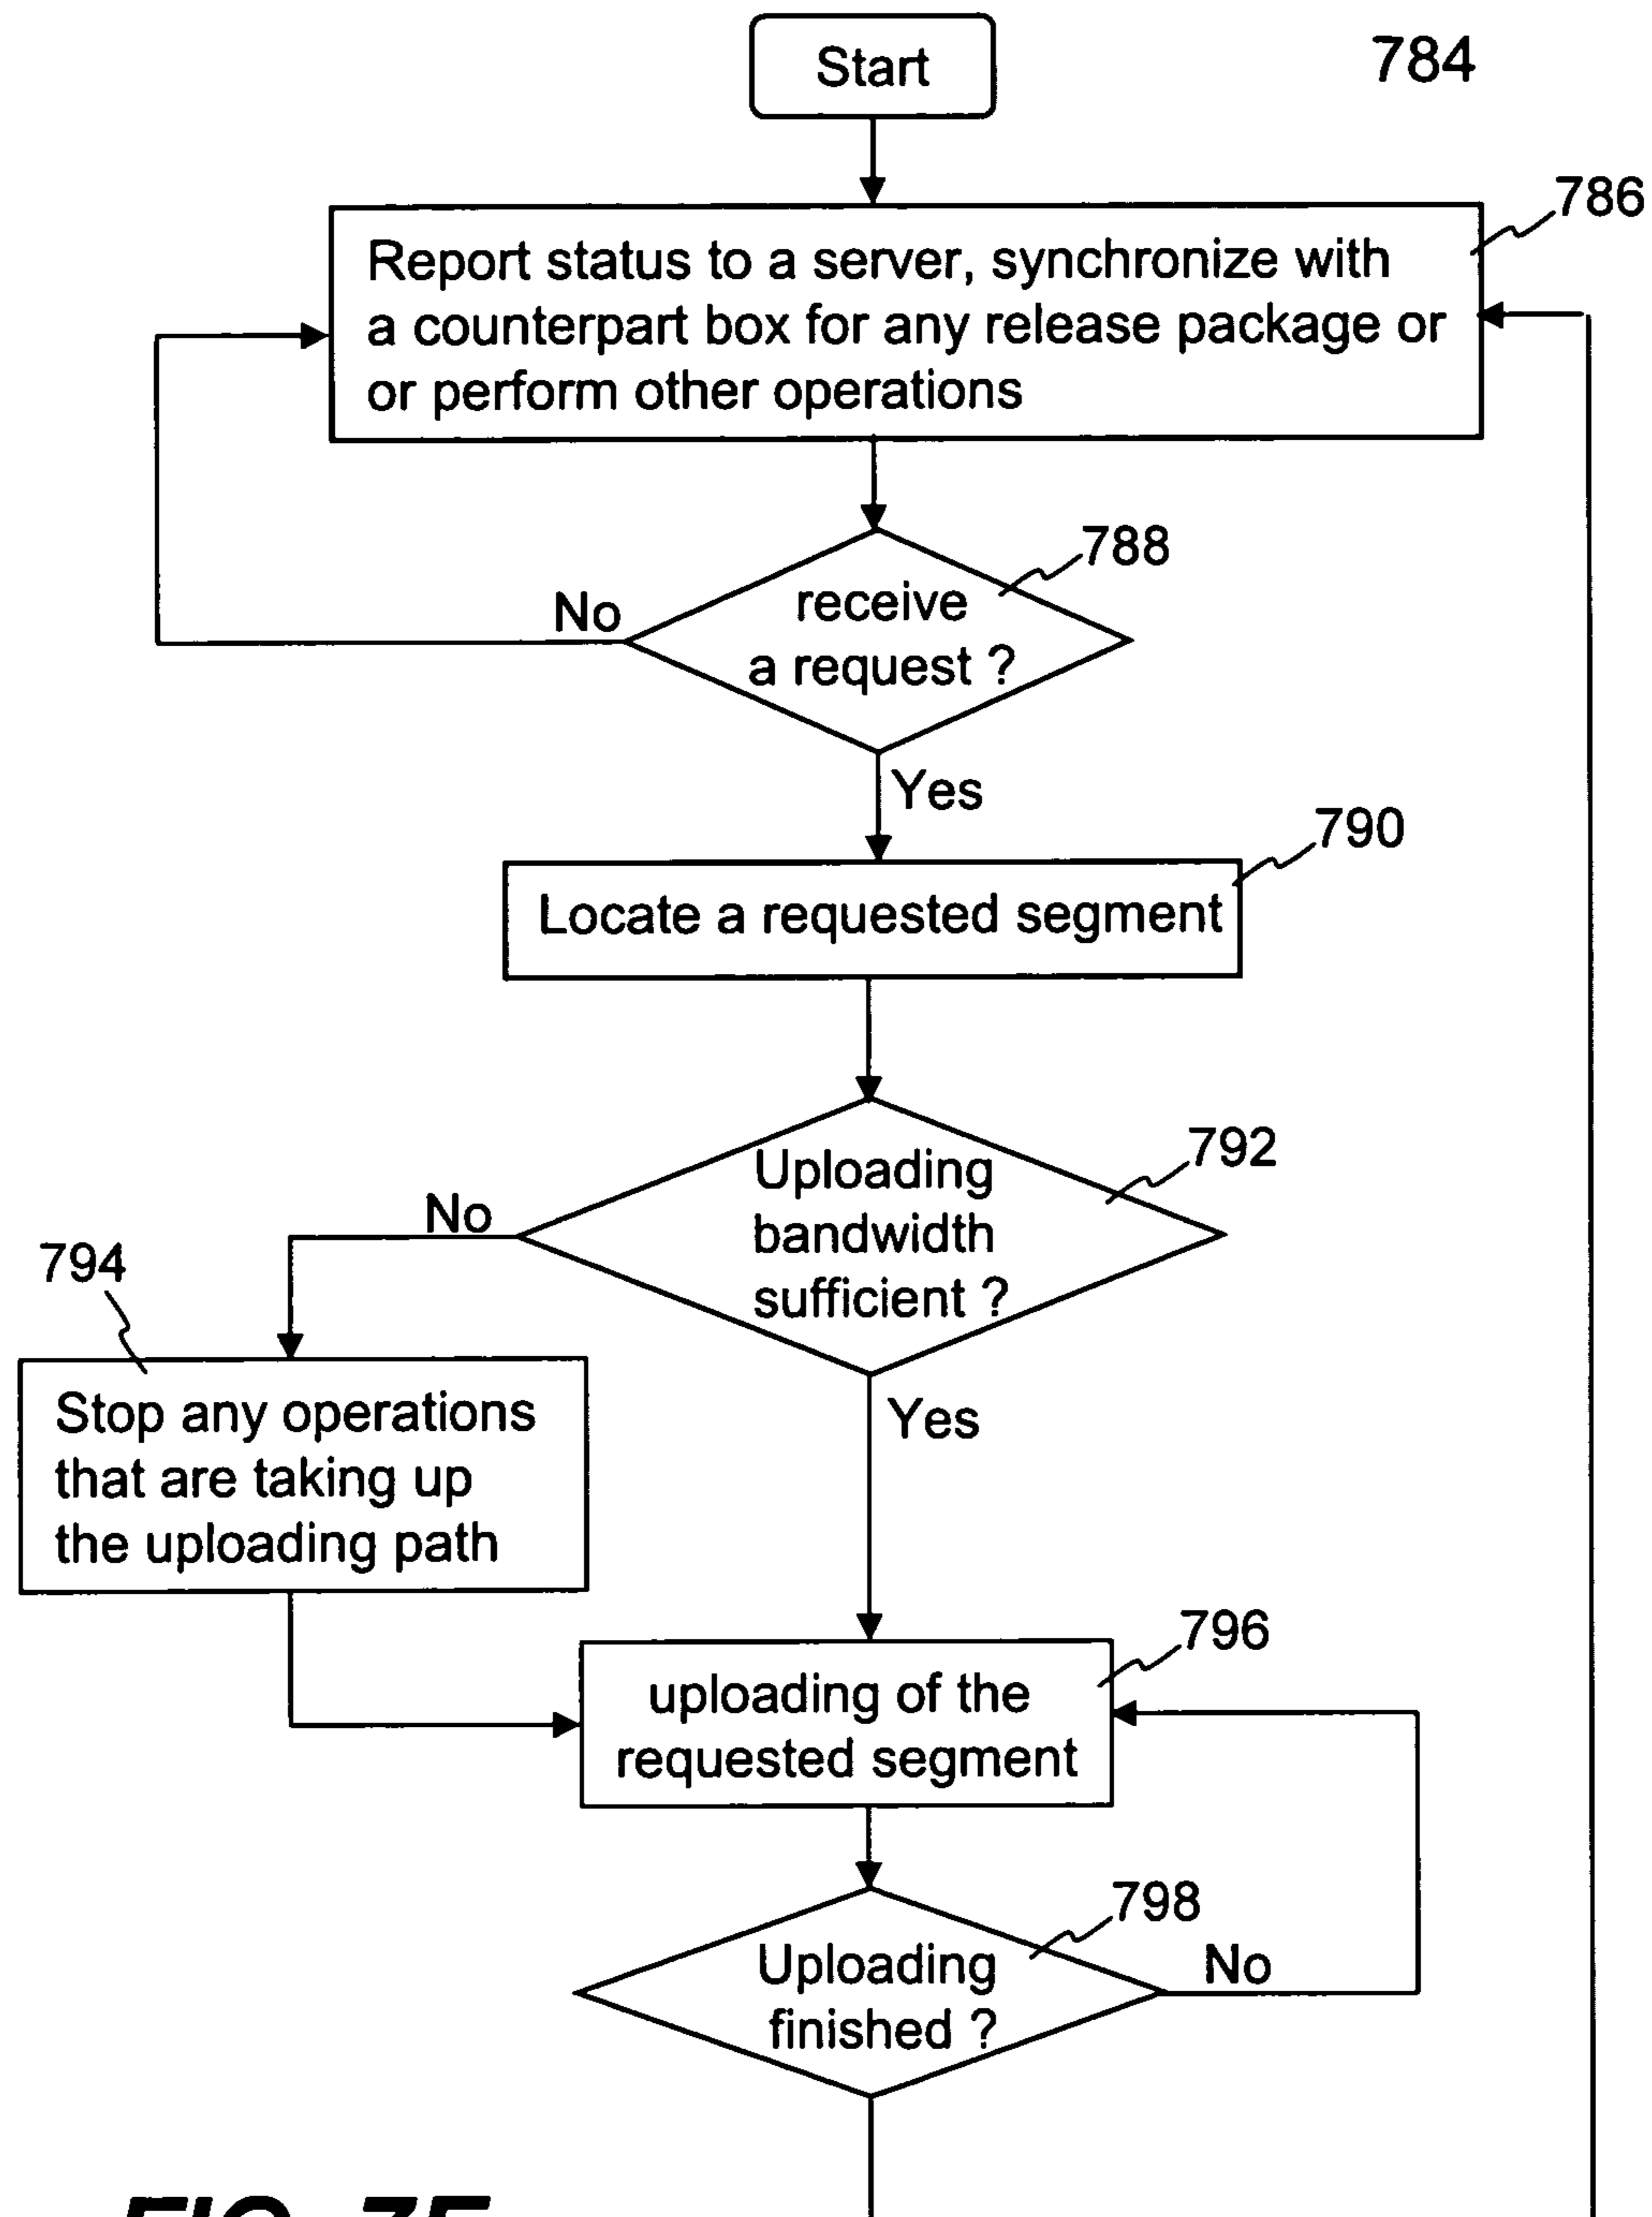 Start
784
786
Report status to a server, synchronize with
a counterpart box for any release package or
or perform other operations
788
receive
a request ?
No
Yes
790
Locate a requested segment
792
Uploading
bandwidth
sufficient ?
No
794
Yes
Stop any operations
that are taking up
the uploading path
796
uploading of the
requested segment
798
Uploading
finished ?
No